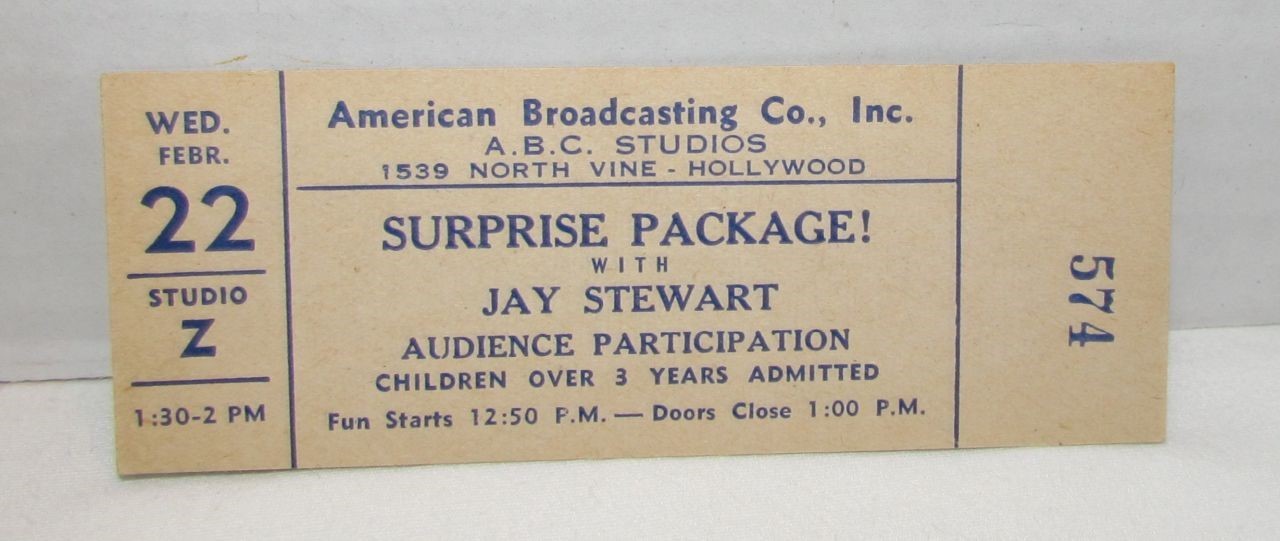 WED.
FEBR.
22
STUDIO
Z
1:30-2 PM
American Broadcasting Co., Inc.
A.B.C. STUDIOS
1539 NORTH VINE - HOLLYWOOD
SURPRISE PACKAGE!
WITH
JAY STEWART
AUDIENCE PARTICIPATION
CHILDREN OVER 3 YEARS ADMITTED
Fun Starts 12:50 P.M. — Doors Close 1:00 P.M.
574